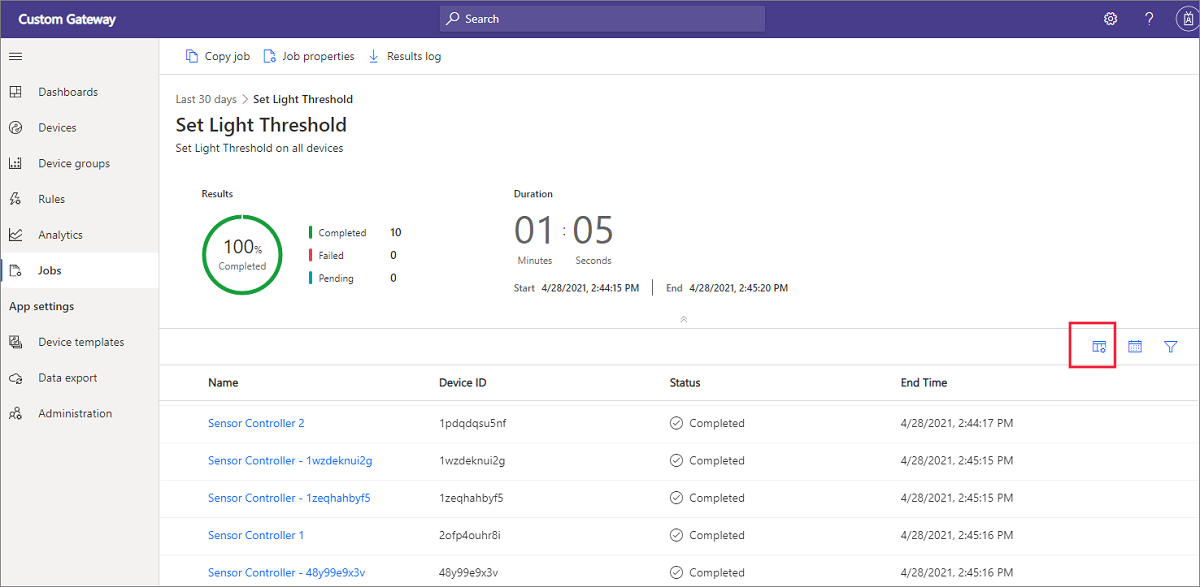 Custom Gateway
Search
?
Copy job Job properties Results log
Dashboards
Devices
Device groups
Rules
Analytics
Jobs
App settings
Device templates
Data export
Administration
Last 30 days > Set Light Threshold
Set Light Threshold
Set Light Threshold on all devices
Results
100%
Completed
Completed 10
Failed 0
Pending 0
Duration
01 : 05
Minutes Seconds
Start 4/28/2021, 2:44:15 PM End 4/28/2021, 2:45:20 PM
Name Device ID Status End Time
Sensor Controller 2 1pdqdqsu5nf Completed 4/28/2021, 2:44:17 PM
Sensor Controller - 1wzdeknui2g 1wzdeknui2g Completed 4/28/2021, 2:45:15 PM
Sensor Controller - 1zeqhahbyf5 1zeqhahbyf5 Completed 4/28/2021, 2:45:15 PM
Sensor Controller 1 2ofp4ouhr8i Completed 4/28/2021, 2:45:16 PM
Sensor Controller - 48y99e9x3v 48y99e9x3v Completed 4/28/2021, 2:45:16 PM